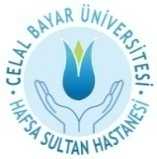 • CELAL BAYAR ÜNİVERSİTESİ •
HAFSA SULTAN HASTANESİ